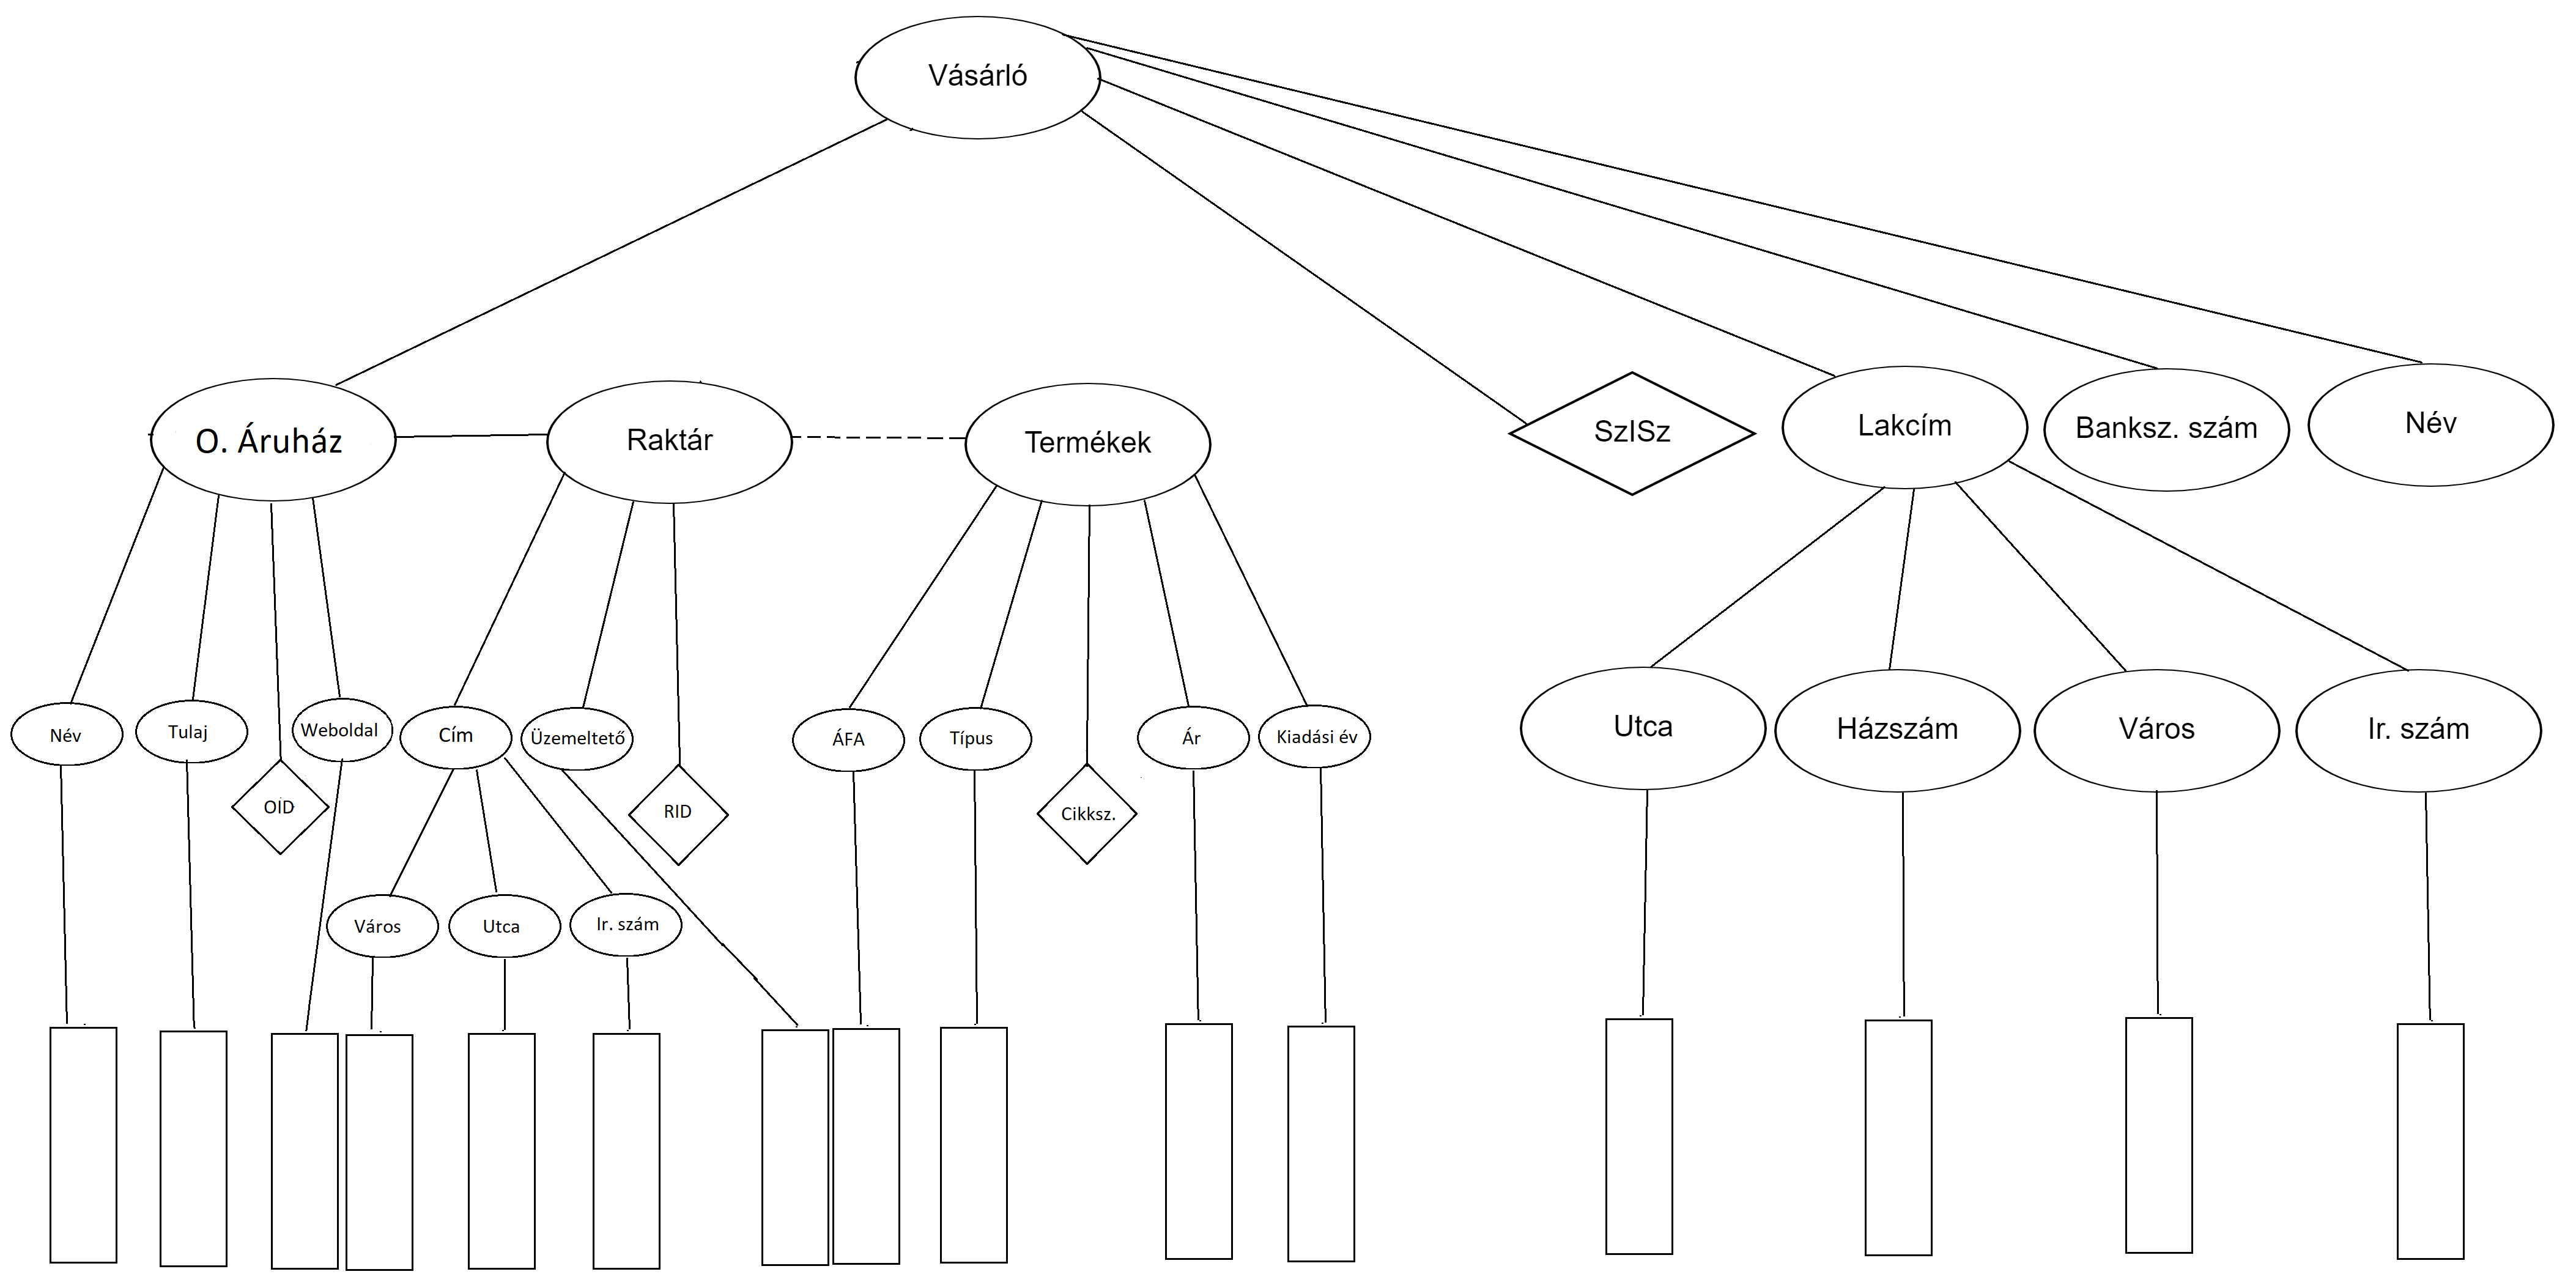 Vásárló
O. Áruház
Raktár
Termékek
SzISz
Lakcím
Banksz. szám
Név
Név
Tulaj
OID
Weboldal
Cím
Üzemeltető
RID
ÁFA
Típus
Cikksz.
Ár
Kiadási év
Utca
Házszám
Város
Ir. szám
Város
Utca
Ir. szám